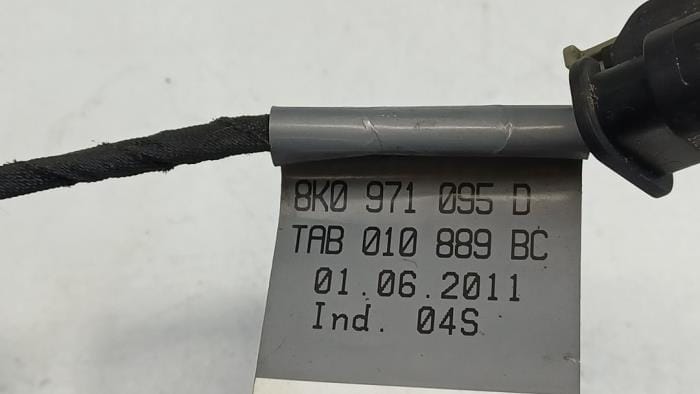 8K0 971 095 D
TAB 010 889 BC
01.06.2011
Ind. 04S